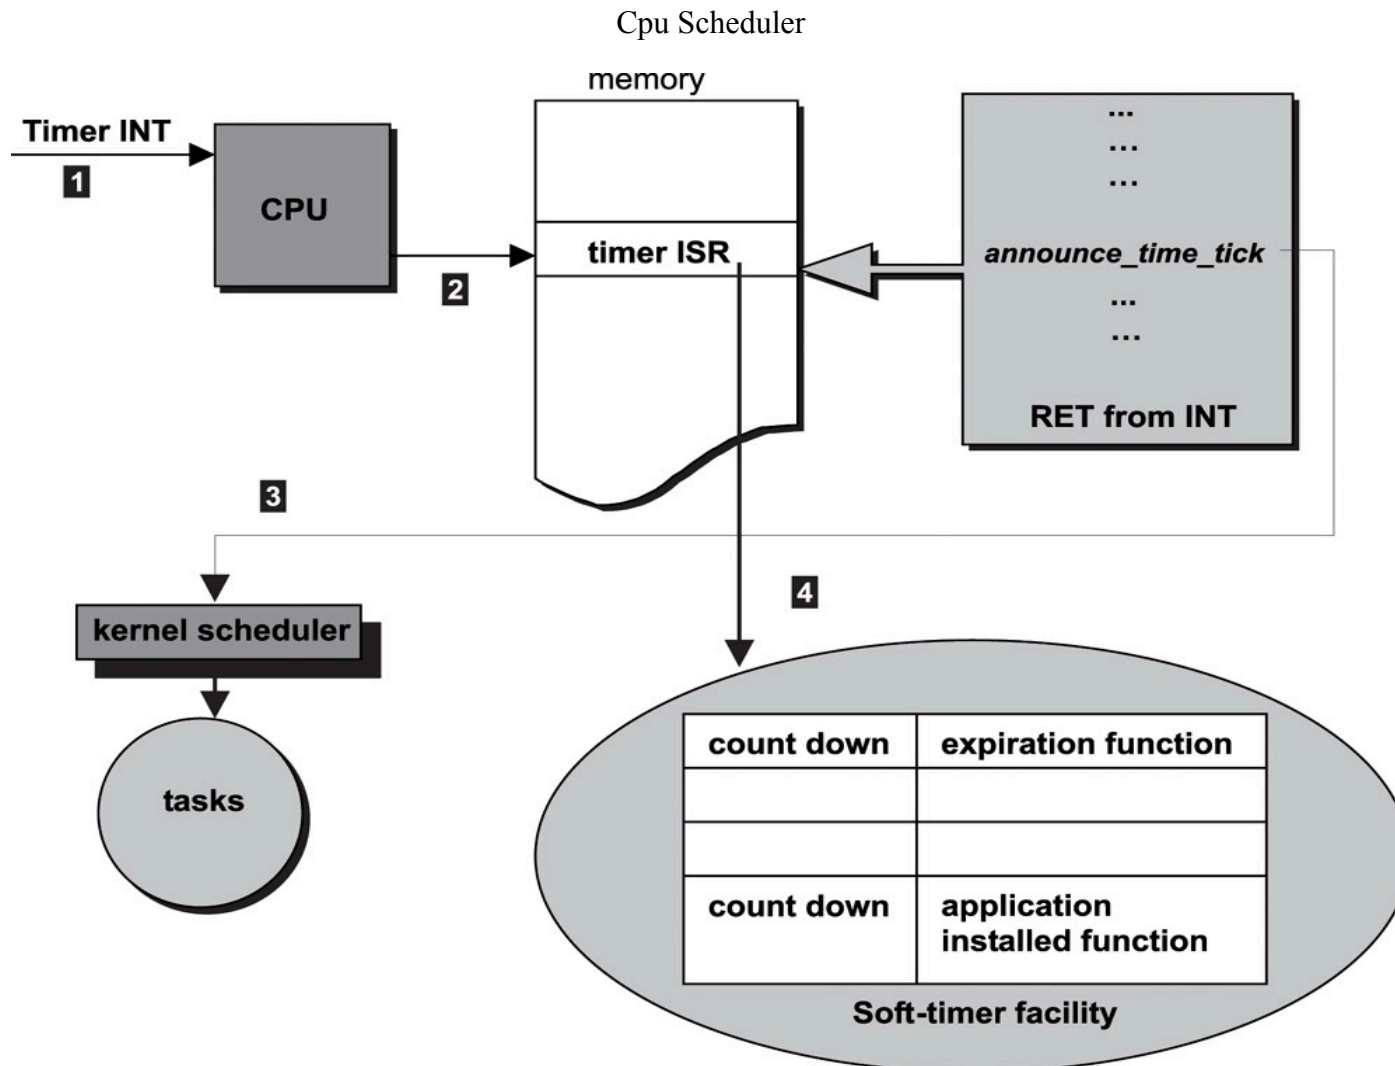 Cpu Scheduler
memory
Timer INT
1
CPU
2
timer ISR
...
...
...
announce_time_tick
...
...
RET from INT
3
4
kernel scheduler
tasks
count down expiration function
count down application
installed function
Soft-timer facility